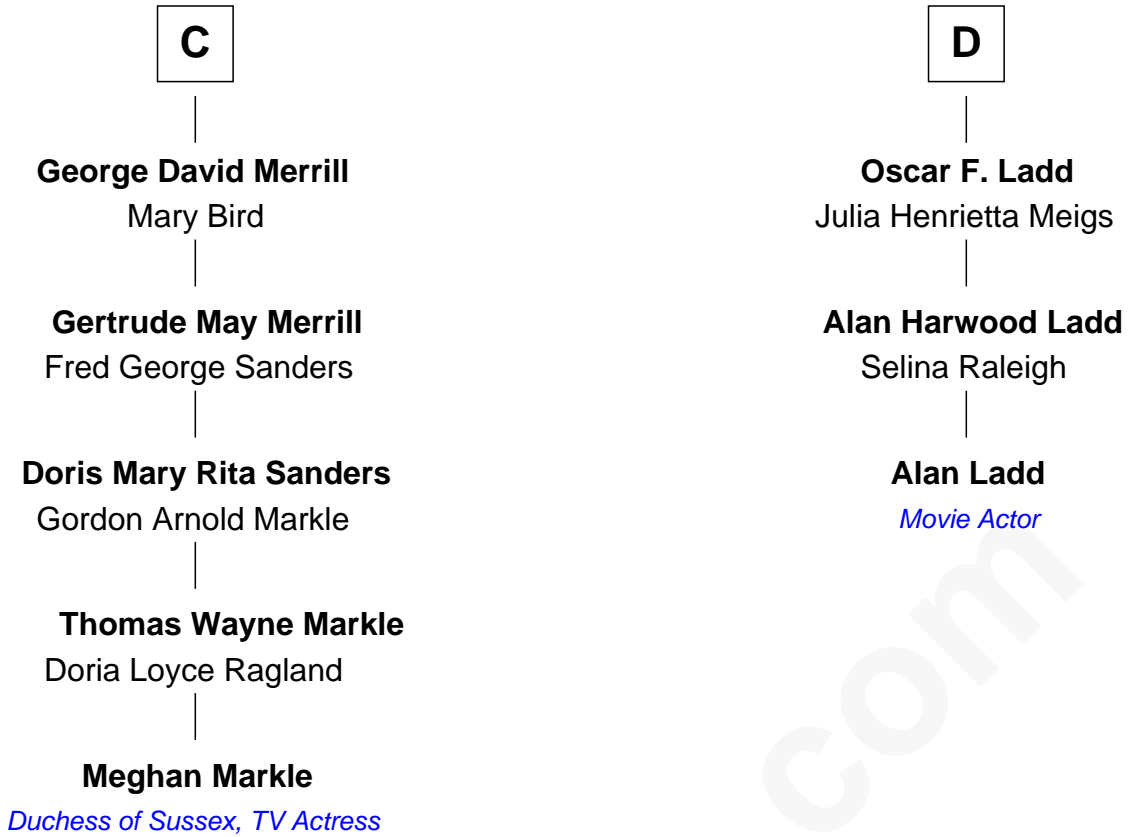 C
George David Merrill
Mary Bird
Gertrude May Merrill
Fred George Sanders
Doris Mary Rita Sanders
Gordon Arnold Markle
Thomas Wayne Markle
Doria Loyce Ragland
Meghan Markle
Duchess of Sussex, TV Actress
D
Oscar F. Ladd
Julia Henrietta Meigs
Alan Harwood Ladd
Selina Raleigh
Alan Ladd
Movie Actor
com